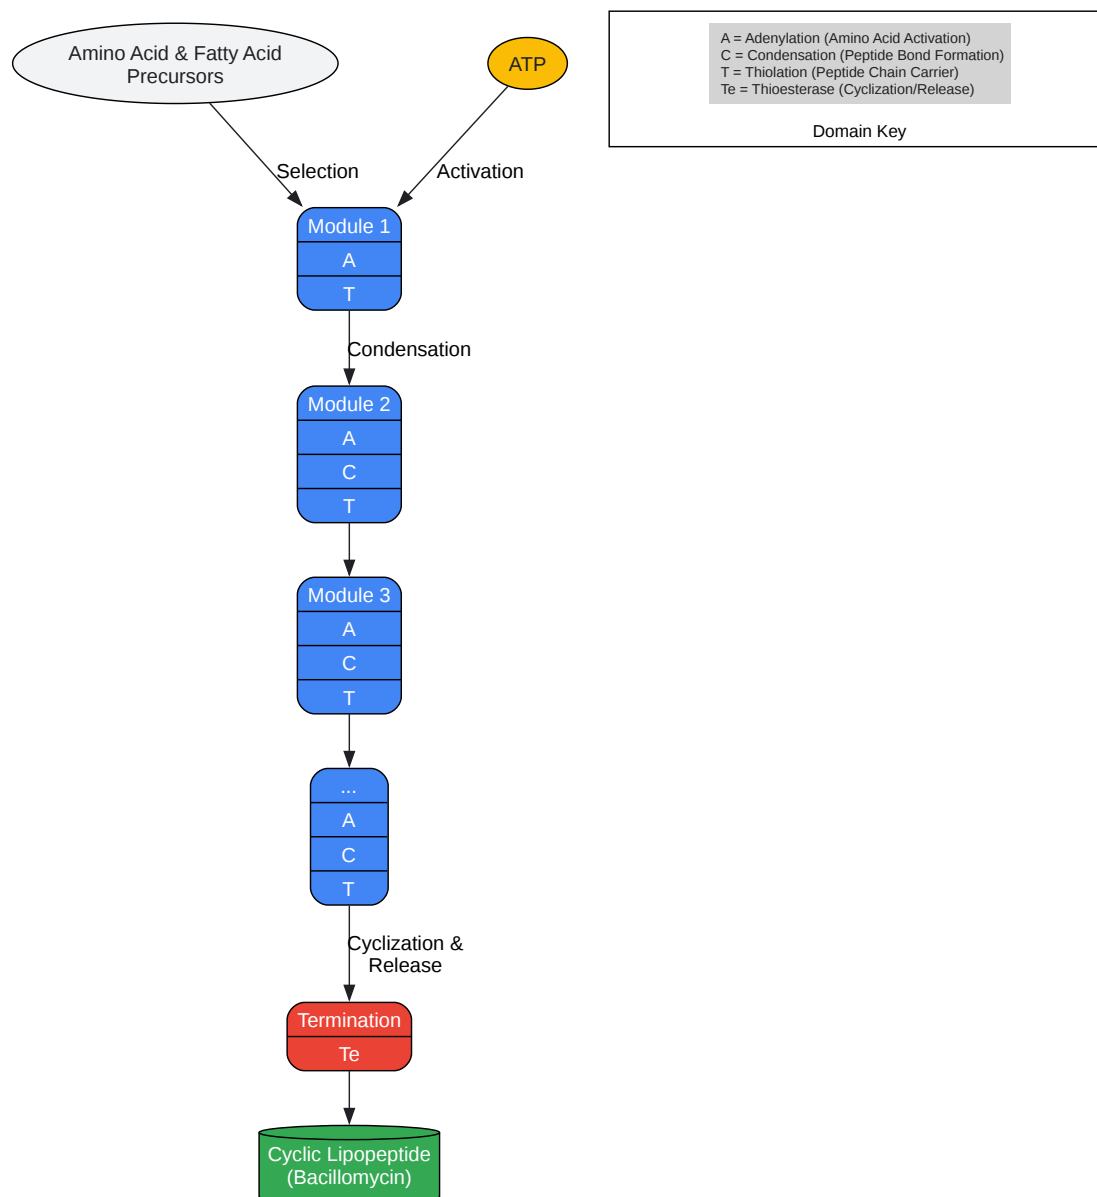 Amino Acid & Fatty Acid
Precursors
ATP
A = Adenylation (Amino Acid Activation)
C = Condensation (Peptide Bond Formation)
T = Thiolation (Peptide Chain Carrier)
Te = Thioesterase (Cyclization/Release)
Domain Key
Selection
Activation
Module 1
A
T
Condensation
Module 2
A
C
T
Module 3
A
C
T
...
A
C
T
Cyclization &
Release
Termination
Te
Cyclic Lipopeptide
(Bacillomycin)